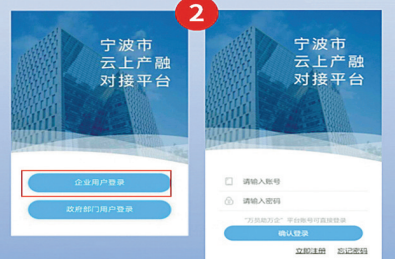 2
宁波市
云上产融
对接平台
企业用户登录
政府部门用户登录
宁波市
云上产融
对接平台
请输入账号
请输入密码
"万员助万企"平台账号可直接登录
确认登录
立即注册 忘记密码